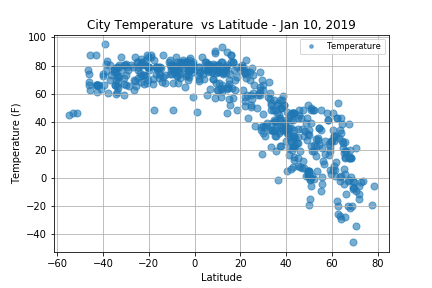 City Temperature  vs Latitude - Jan 10, 2019
Temperature
Temperature (F)
100
80
60
40
20
0
−20
−40
−60 −40 −20 0 20 40 60 80
Latitude